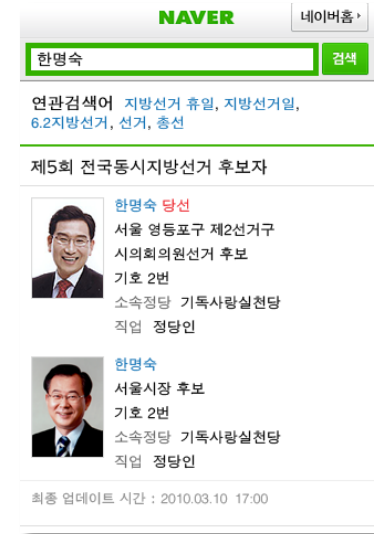 NAVER
네이버홈
한명숙
검색
연관검색어 지방선거 휴일, 지방선거일,
6.2지방선거, 선거, 총선
제5회 전국동시지방선거 후보자
한명숙 당선
서울 영등포구 제2선거구
시의회의원선거 후보
기호 2번
소속정당 기독사랑실천당
직업 정당인
한명숙
서울시장 후보
기호 2번
소속정당 기독사랑실천당
직업 정당인
최종 업데이트 시간 : 2010.03.10 17:00